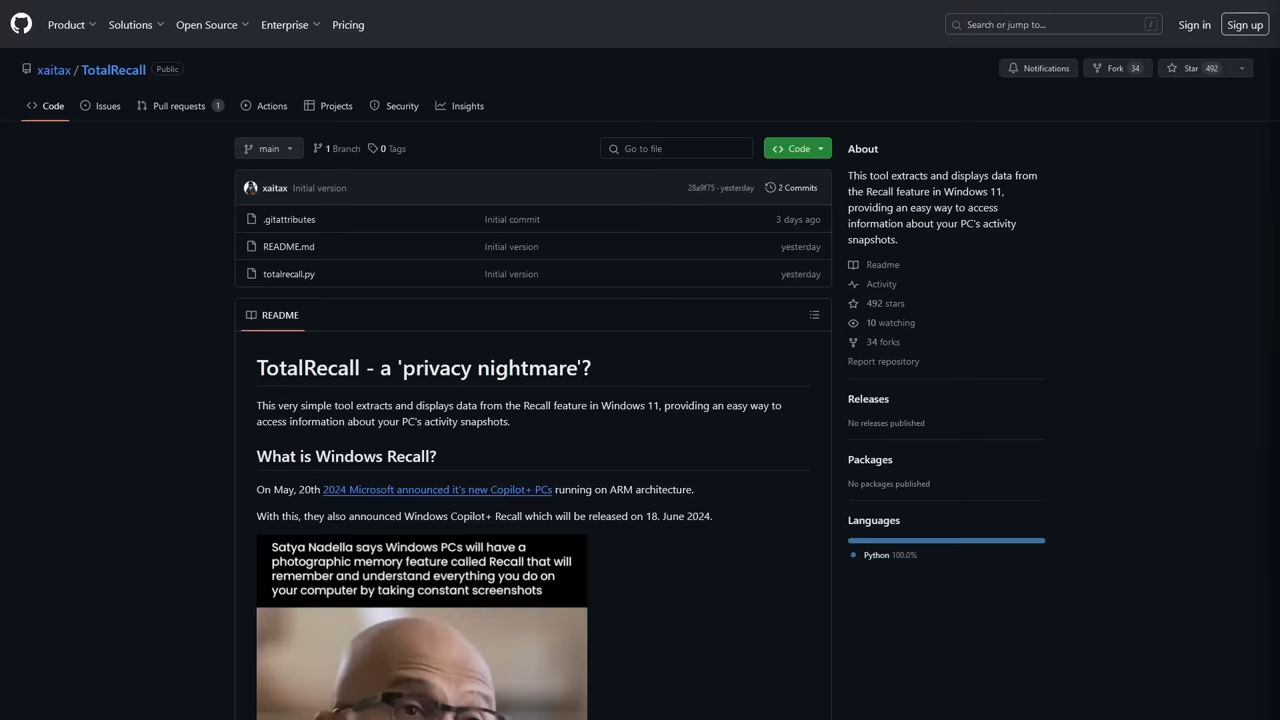 Product Solutions Open Source Enterprise Pricing Search or jump to... / Sign in Sign up
xaitax / TotalRecall Public Notifications Fork 34 Star 492
Code Issues Pull requests 1 Actions Projects Security Insights
main 1 Branch 0 Tags Go to file Code
xaitax Initial version 28a9f75 · yesterday 2 Commits
.gitattributes Initial commit 3 days ago
README.md Initial version yesterday
totalrecall.py Initial version yesterday
README
TotalRecall - a 'privacy nightmare'?
This very simple tool extracts and displays data from the Recall feature in Windows 11, providing an easy way to
access information about your PC's activity snapshots.
What is Windows Recall?
On May, 20th 2024 Microsoft announced it's new Copilot+ PCs running on ARM architecture.
With this, they also announced Windows Copilot+ Recall which will be released on 18. June 2024.
Satya Nadella says Windows PCs will have a
photographic memory feature called Recall that will
remember and understand everything you do on
your computer by taking constant screenshots
About
This tool extracts and displays data from
the Recall feature in Windows 11,
providing an easy way to access
information about your PC's activity
snapshots.
Readme
Activity
492 stars
10 watching
34 forks
Report repository
Releases
No releases published
Packages
No packages published
Languages
Python 100.0%